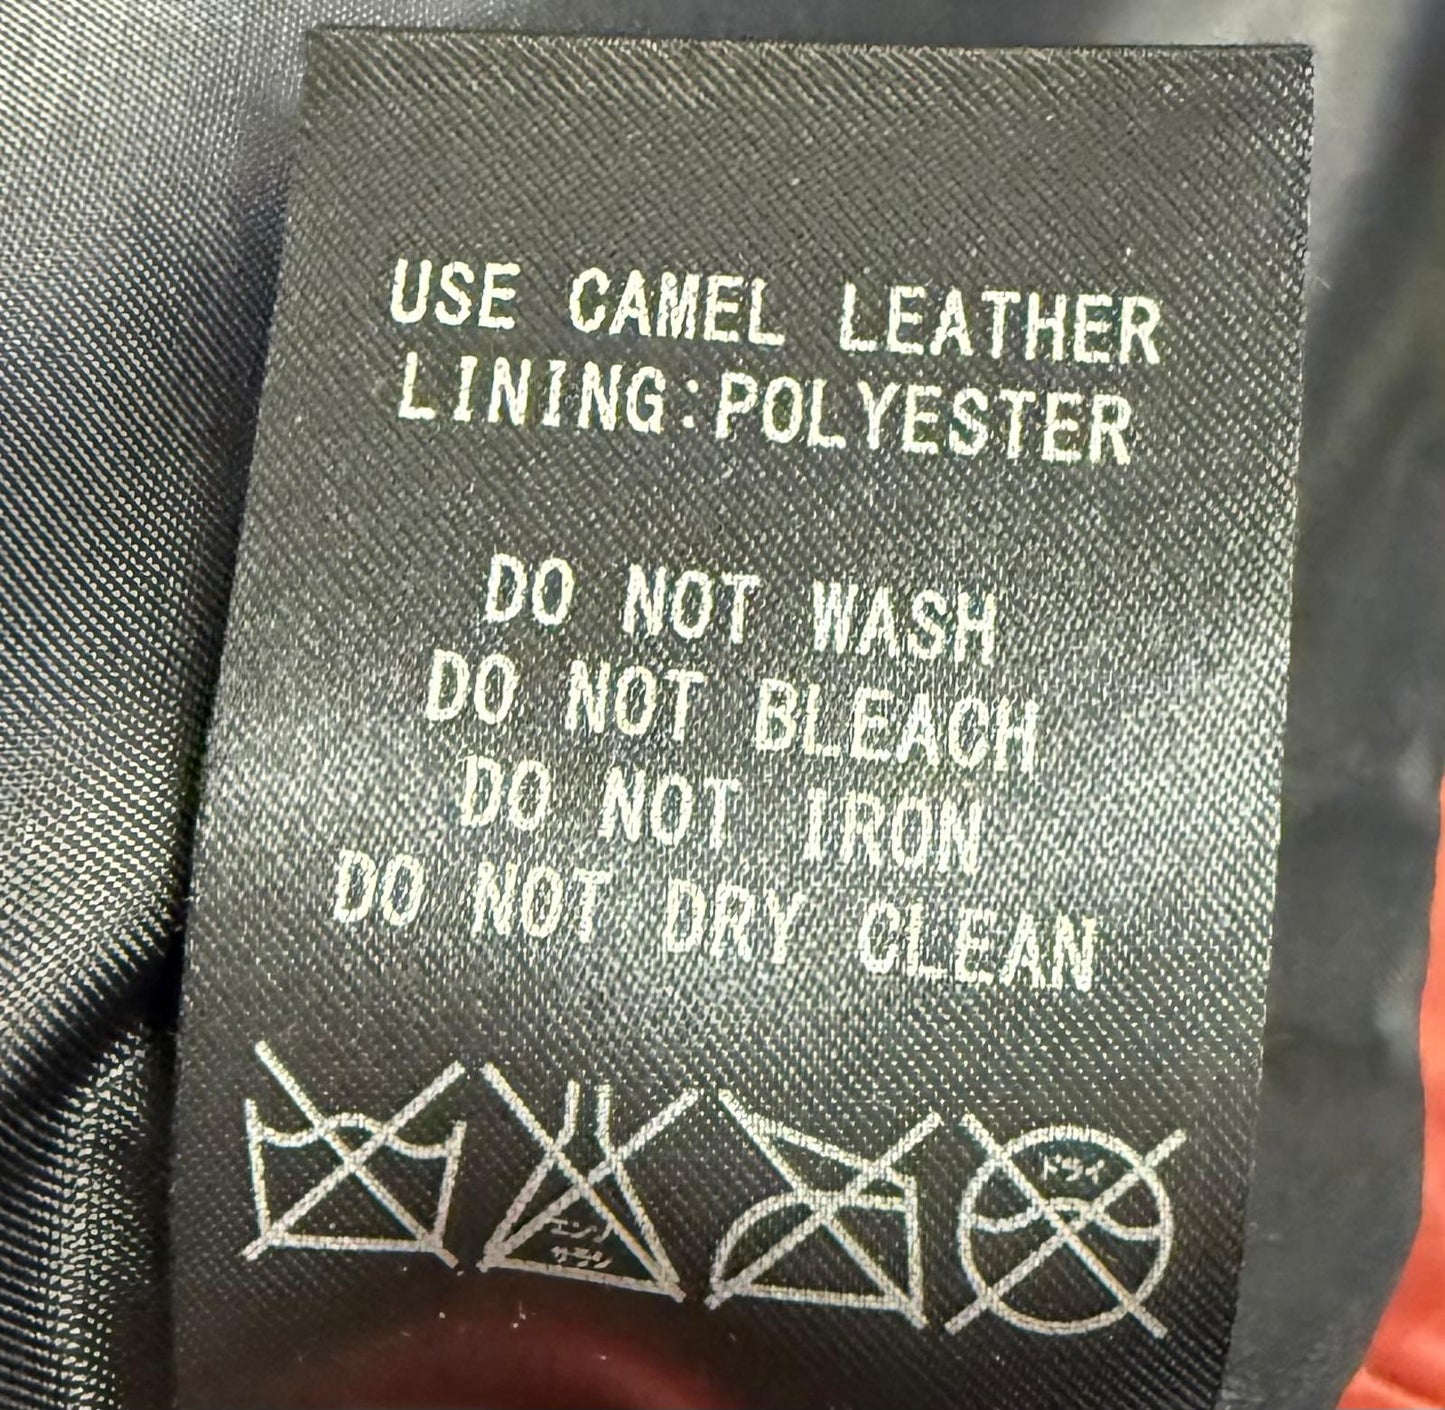 USE CAMEL LEATHER
LINING:POLYESTER
DO NOT WASH
DO NOT BLEACH
DO NOT IRON
DO NOT DRY CLEAN
エンソ
サラシ
ドライ